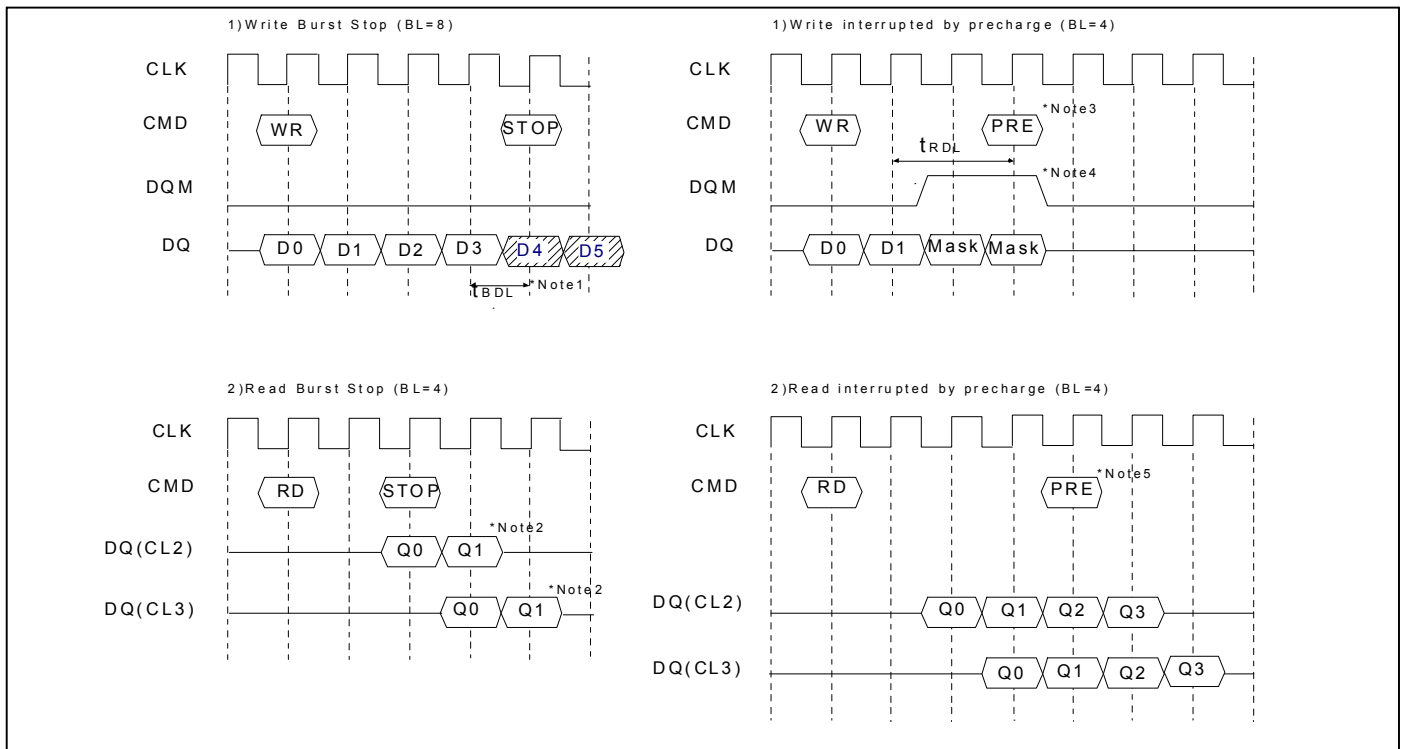 1)Write Burst Stop (BL=8)
CLK
CMD
WR
STOP
DQM
DQ
D0
D1
D2
D3
D4
D5
tBDL
*Note1
1)Write interrupted by precharge (BL=4)
CLK
CMD
WR
PRE
*Note3
tRDL
DQM
*Note4
DQ
D0
D1
Mask
Mask
2)Read Burst Stop (BL=4)
CLK
CMD
RD
STOP
DQ(CL2)
Q0
Q1
*Note2
DQ(CL3)
Q0
Q1
*Note2
2)Read interrupted by precharge (BL=4)
CLK
CMD
RD
PRE
*Note5
DQ(CL2)
Q0
Q1
Q2
Q3
DQ(CL3)
Q0
Q1
Q2
Q3